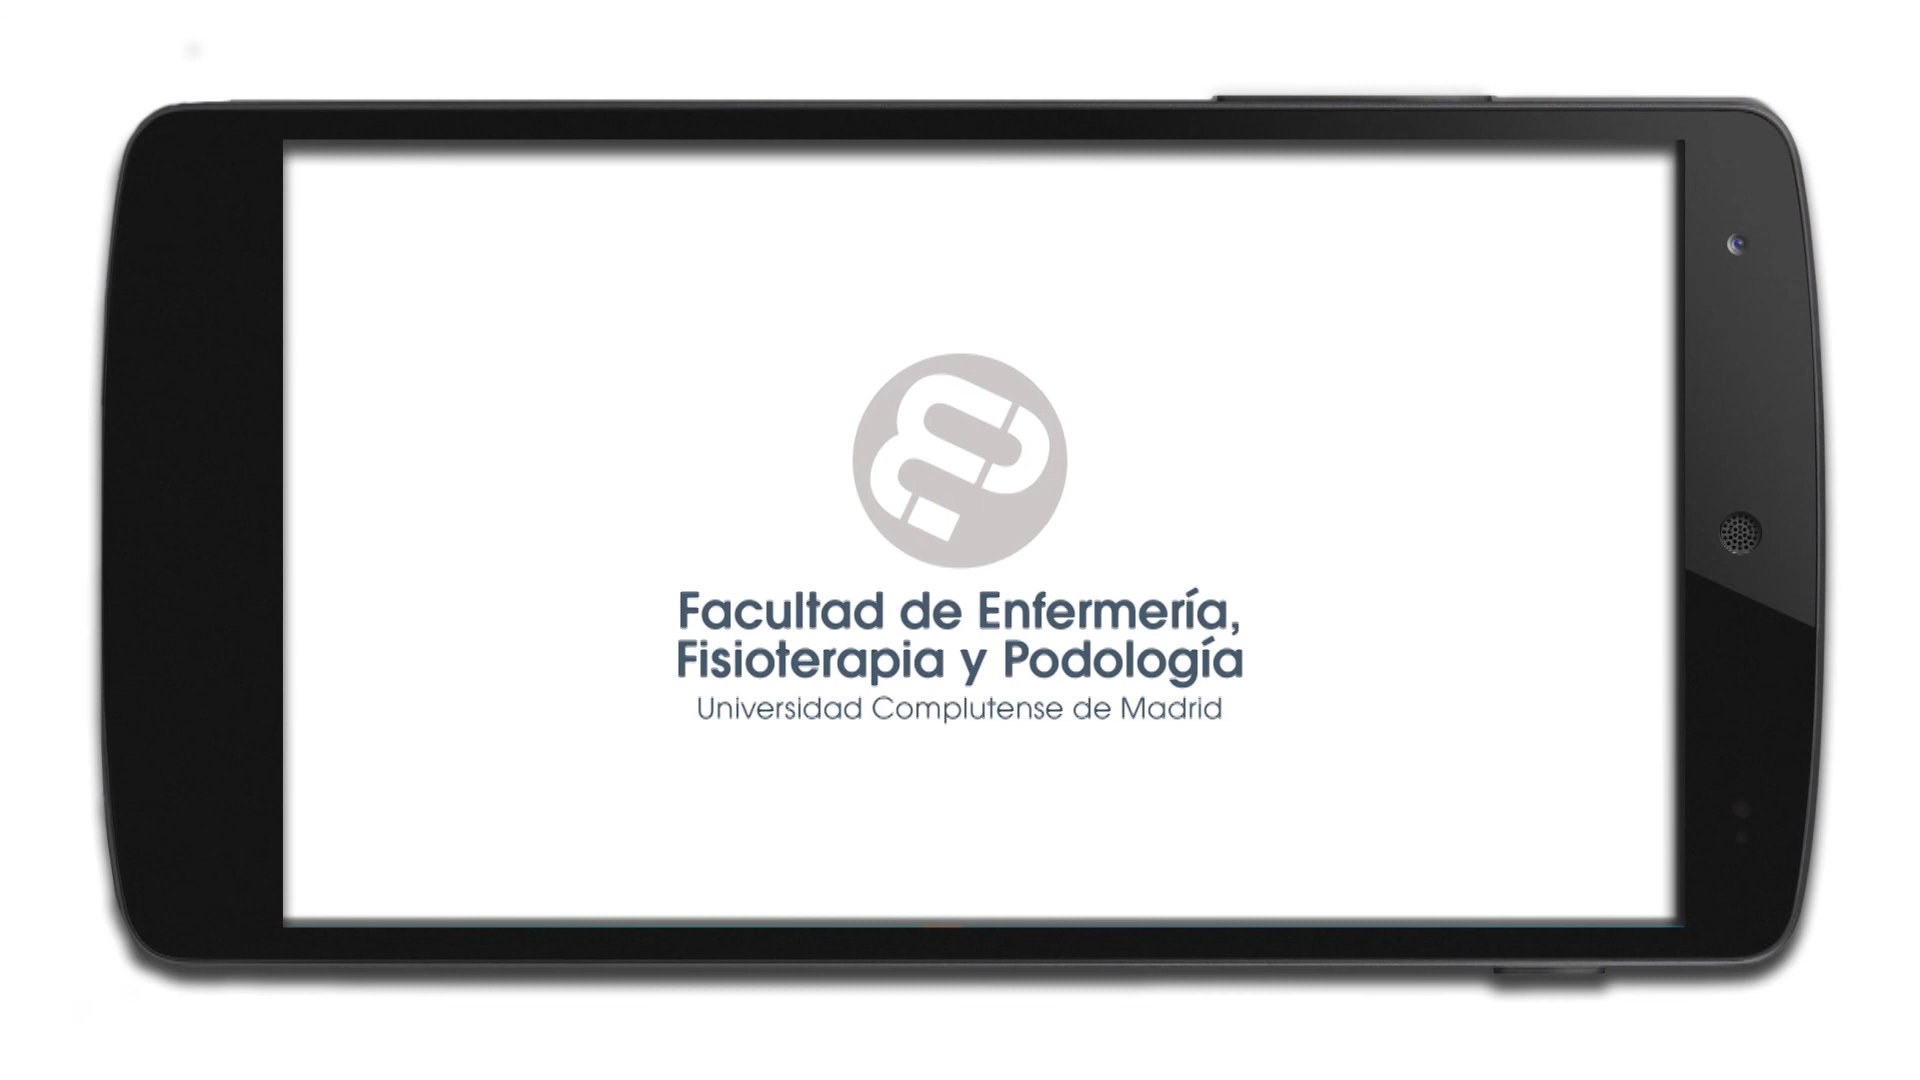 Facultad de Enfermería,
Fisioterapia y Podología
Universidad Complutense de Madrid